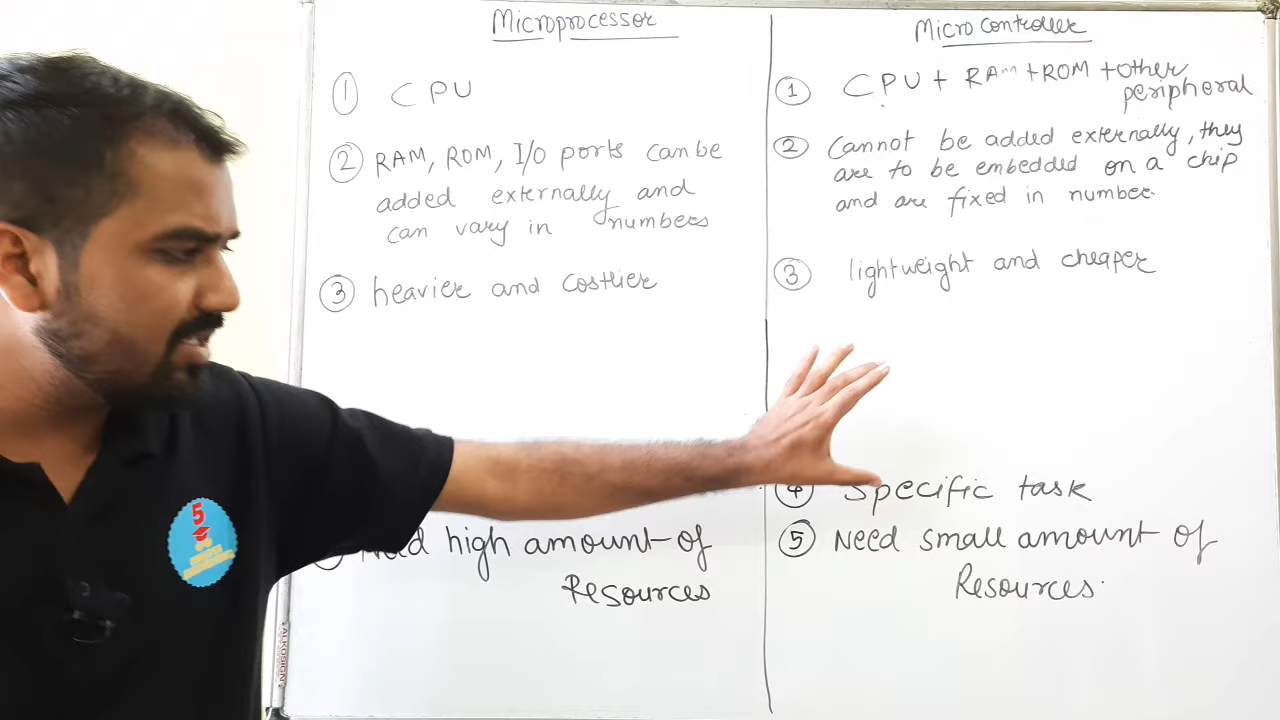 Microprocessor
① CPU
② RAM, ROM, I/O ports can be
added externally and
can vary in numbers
③ heavier and costlier
high amount of
Resources
Micro Controller
① CPU + RAM + ROM + other
peripheral
② Cannot be added externally, they
are to be embedded on a chip
and are fixed in number.
③ lightweight and cheaper
④ Specific task
⑤ Need small amount of
Resources.
5
ALKOSIGN